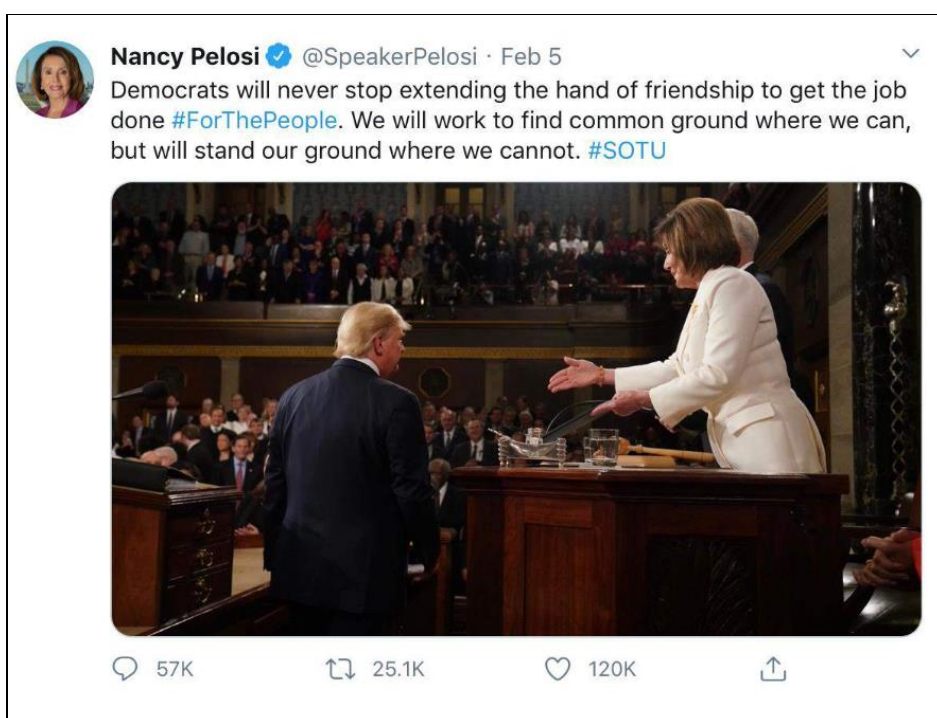 Nancy Pelosi @SpeakerPelosi · Feb 5
Democrats will never stop extending the hand of friendship to get the job
done #ForThePeople. We will work to find common ground where we can,
but will stand our ground where we cannot. #SOTU
57K 25.1K 120K